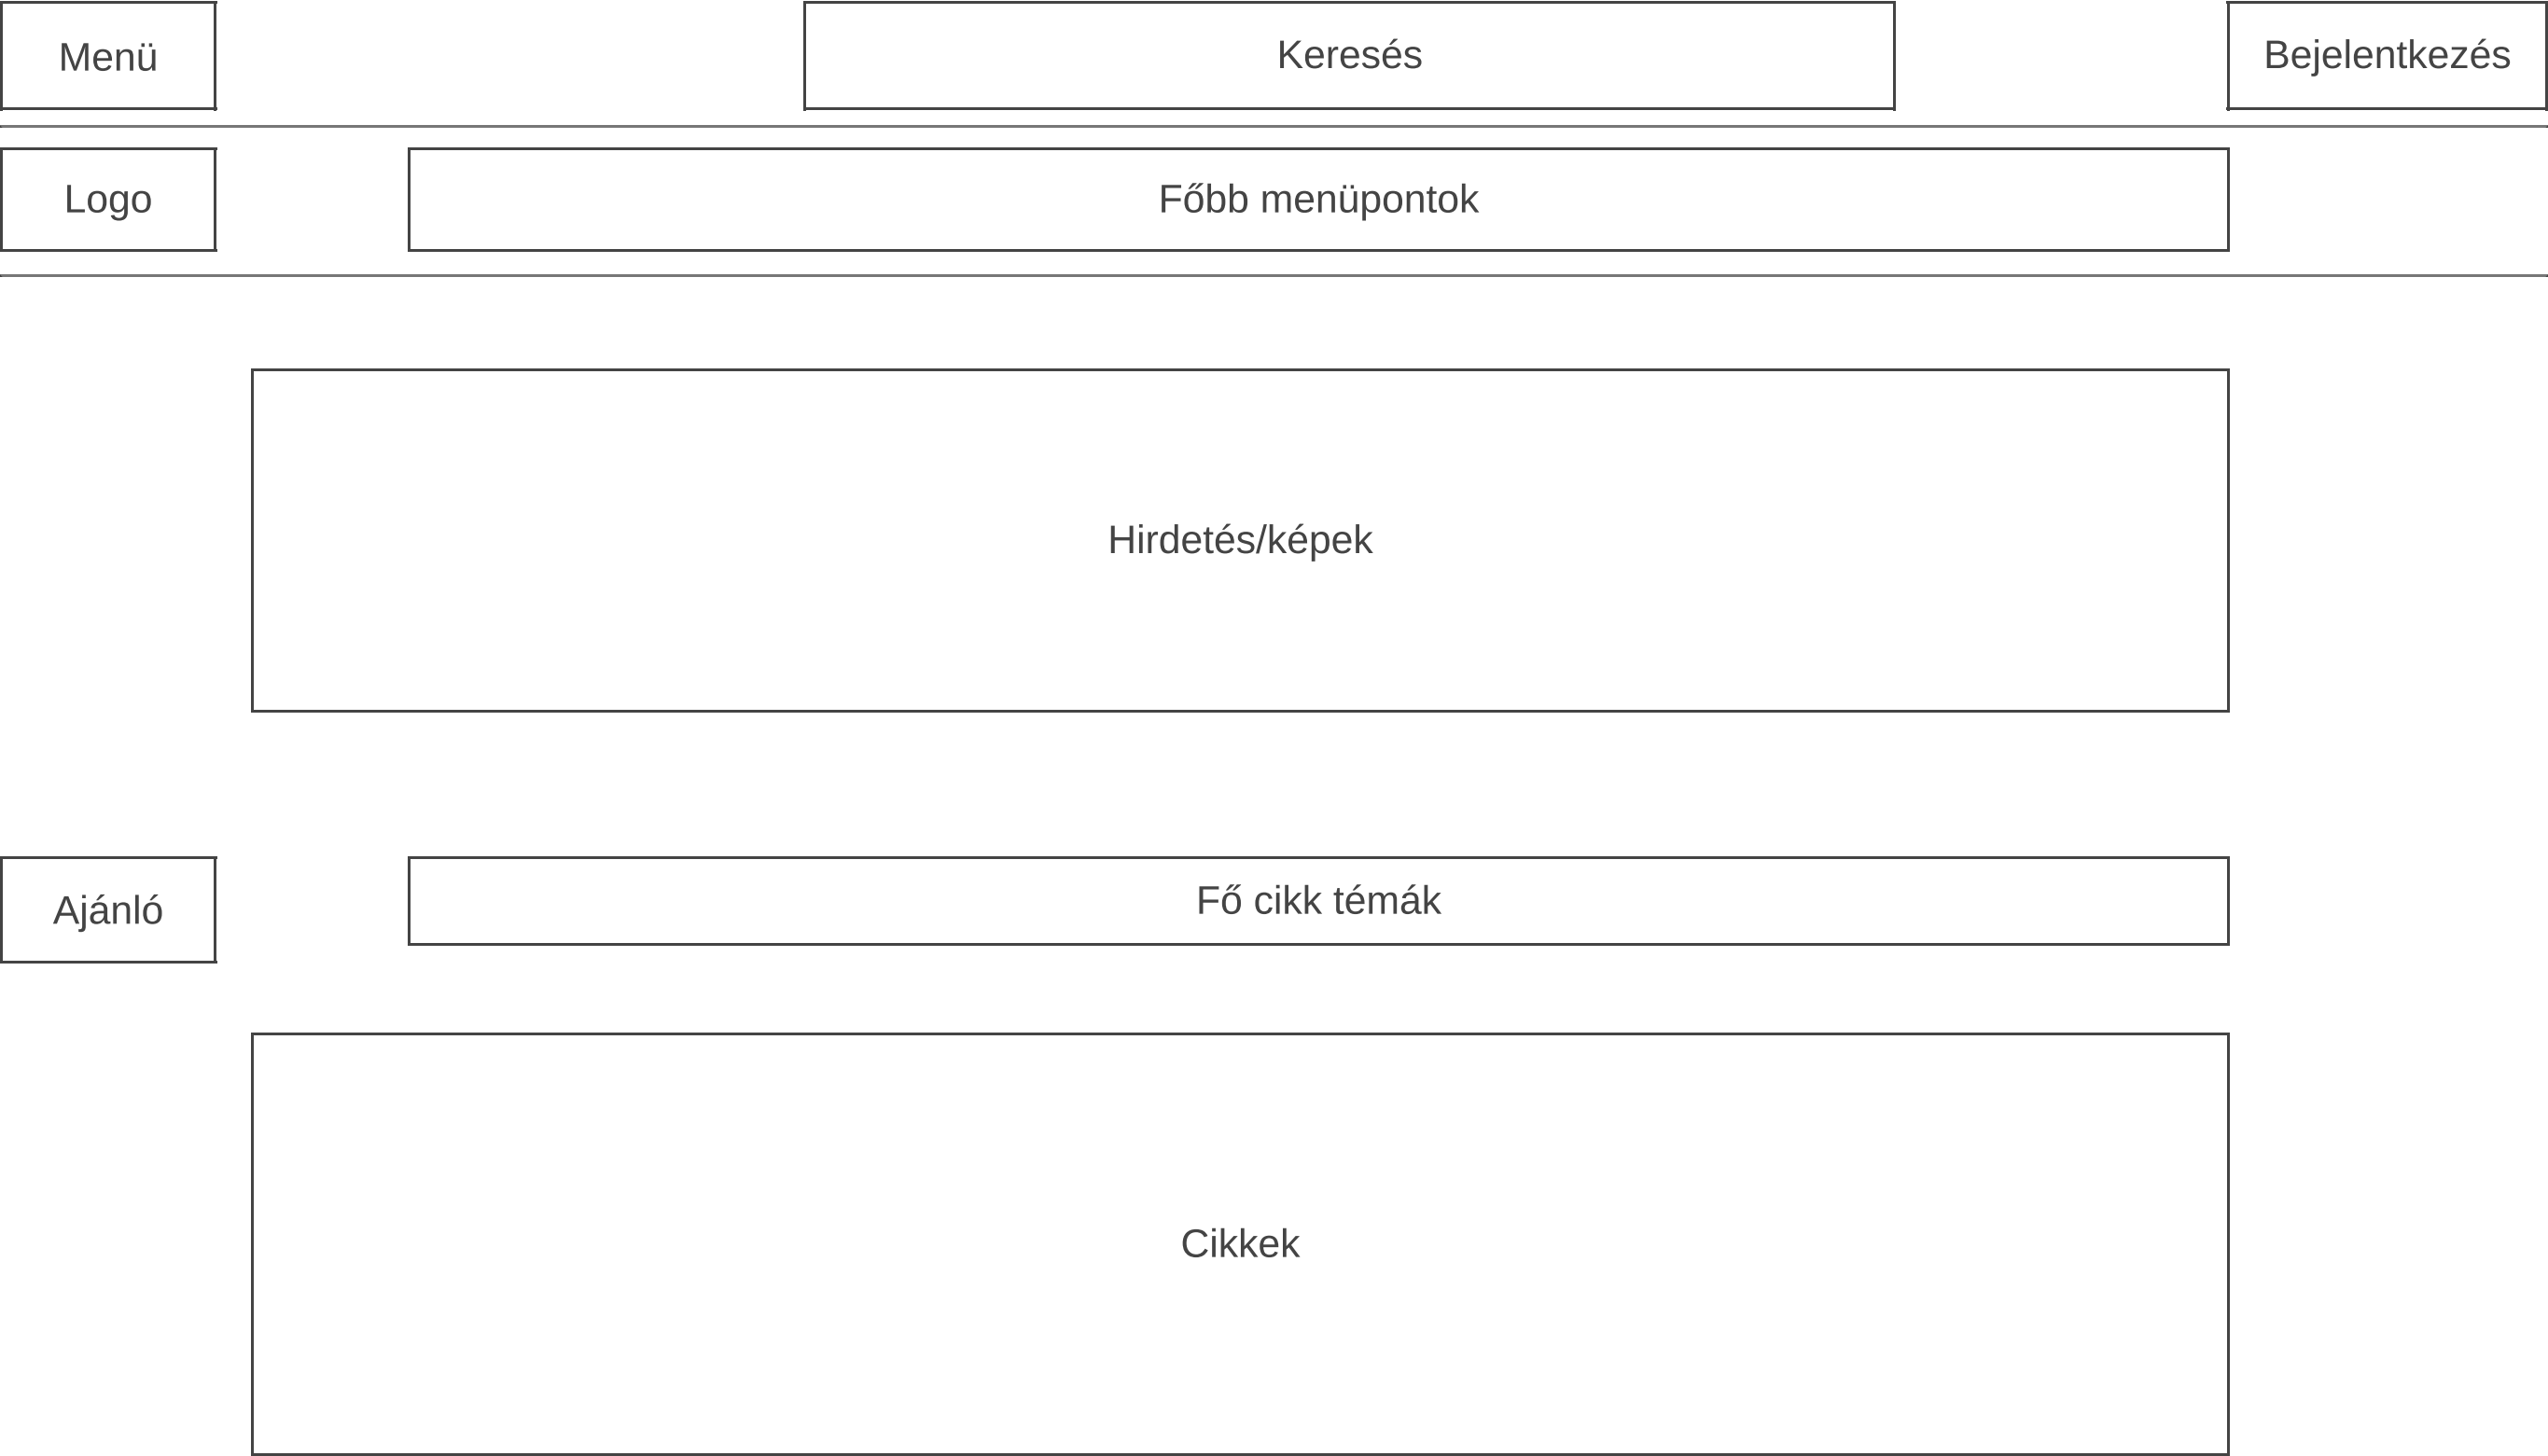 Menü
Keresés
Bejelentkezés
Logo
Főbb menüpontok
Hirdetés/képek
Ajánló
Fő cikk témák
Cikkek